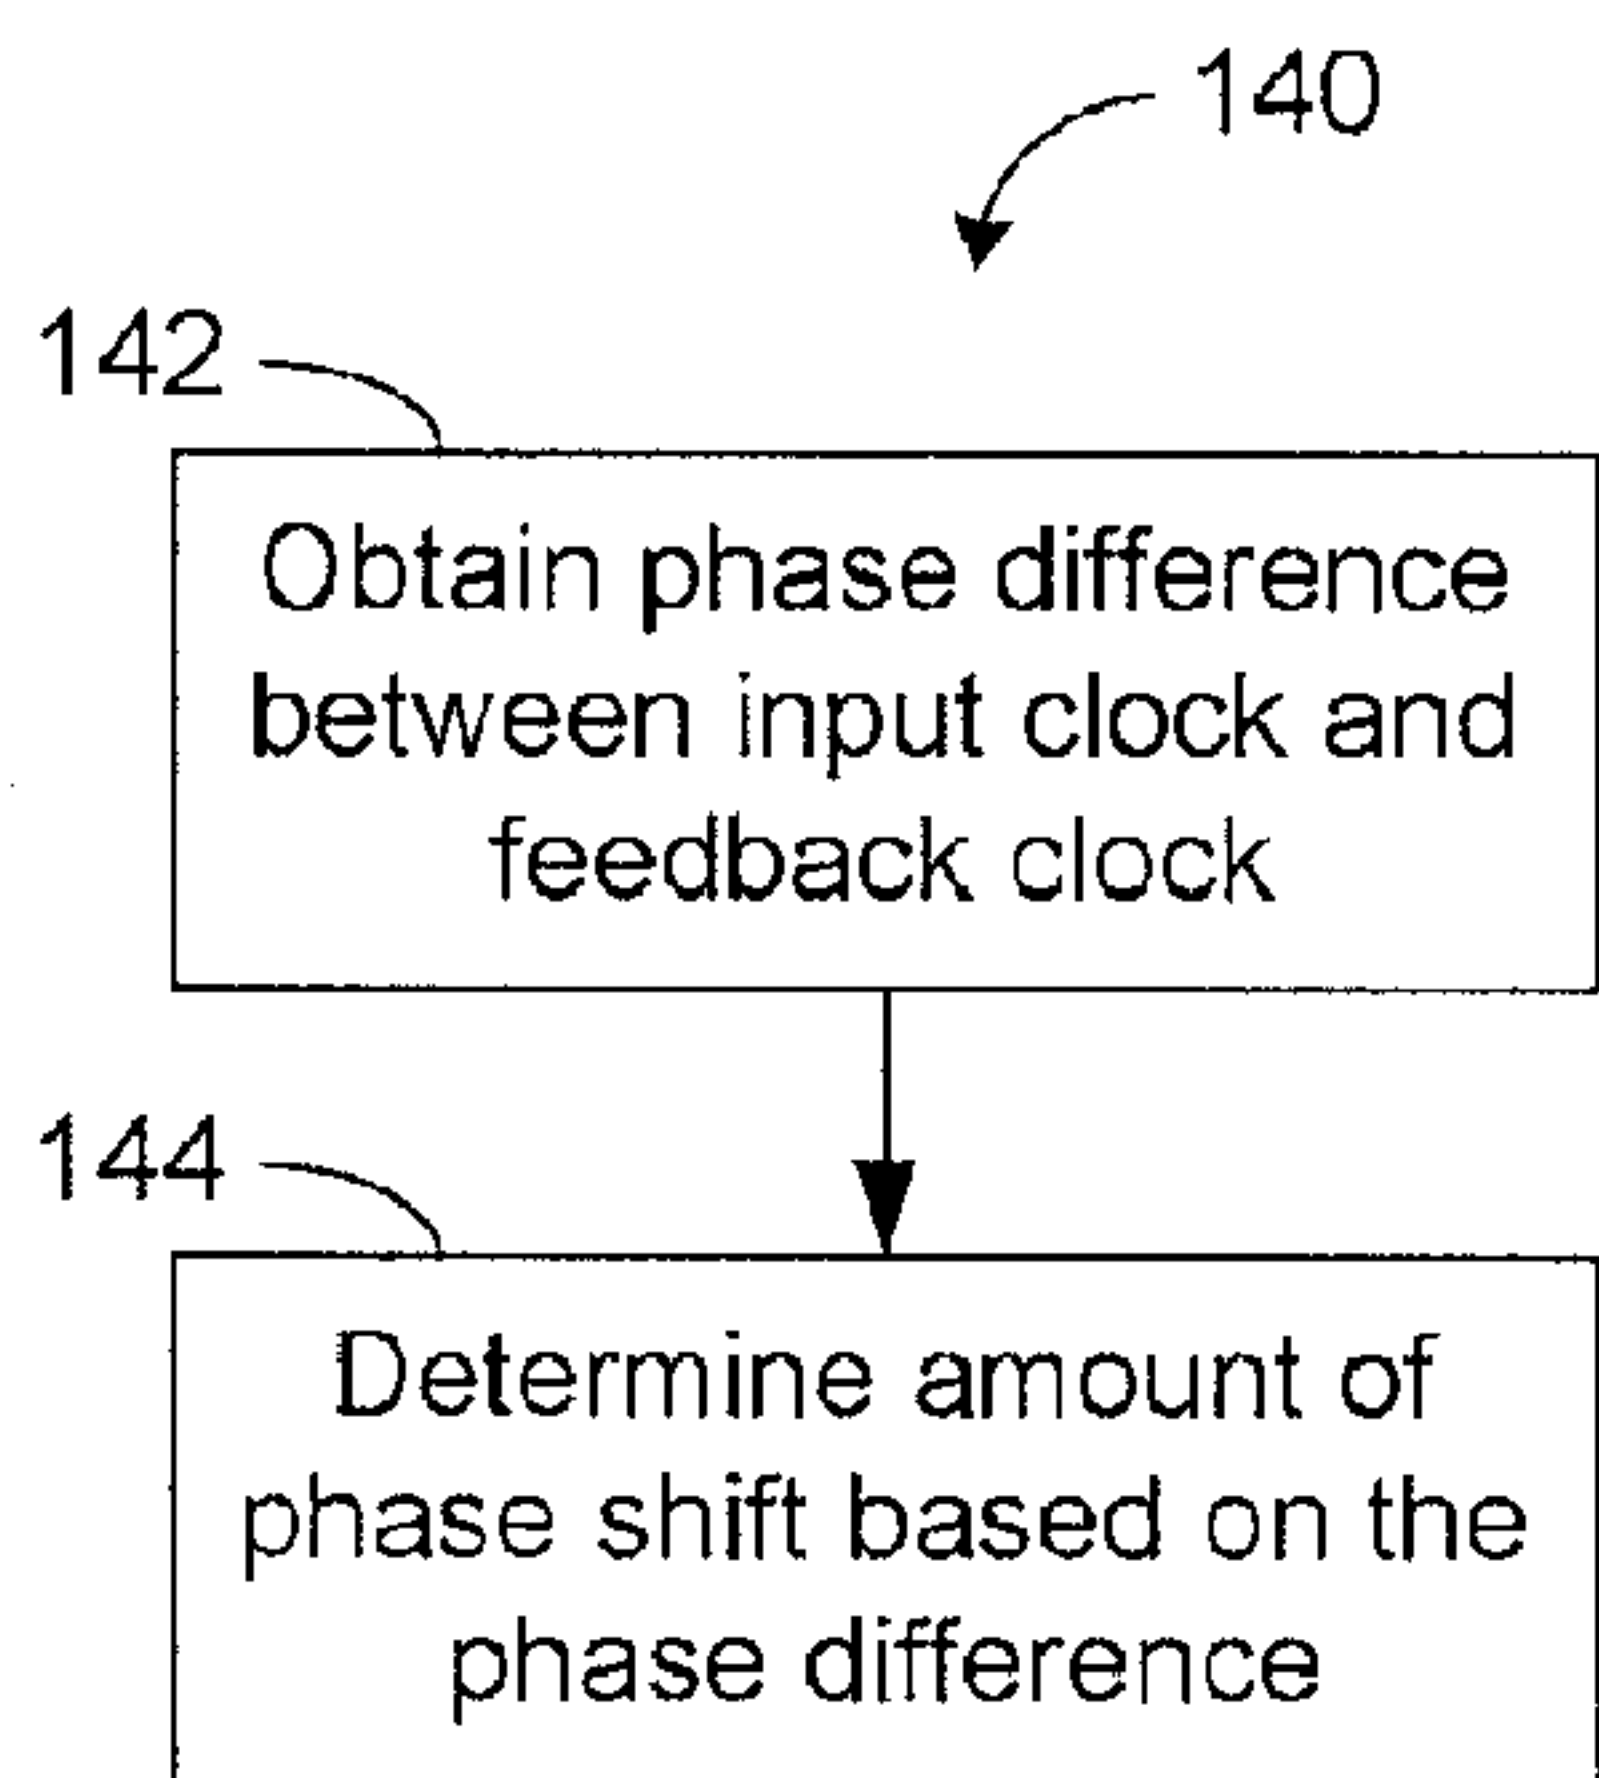 140
142
Obtain phase difference
between input clock and
feedback clock
144
Determine amount of
phase shift based on the
phase difference